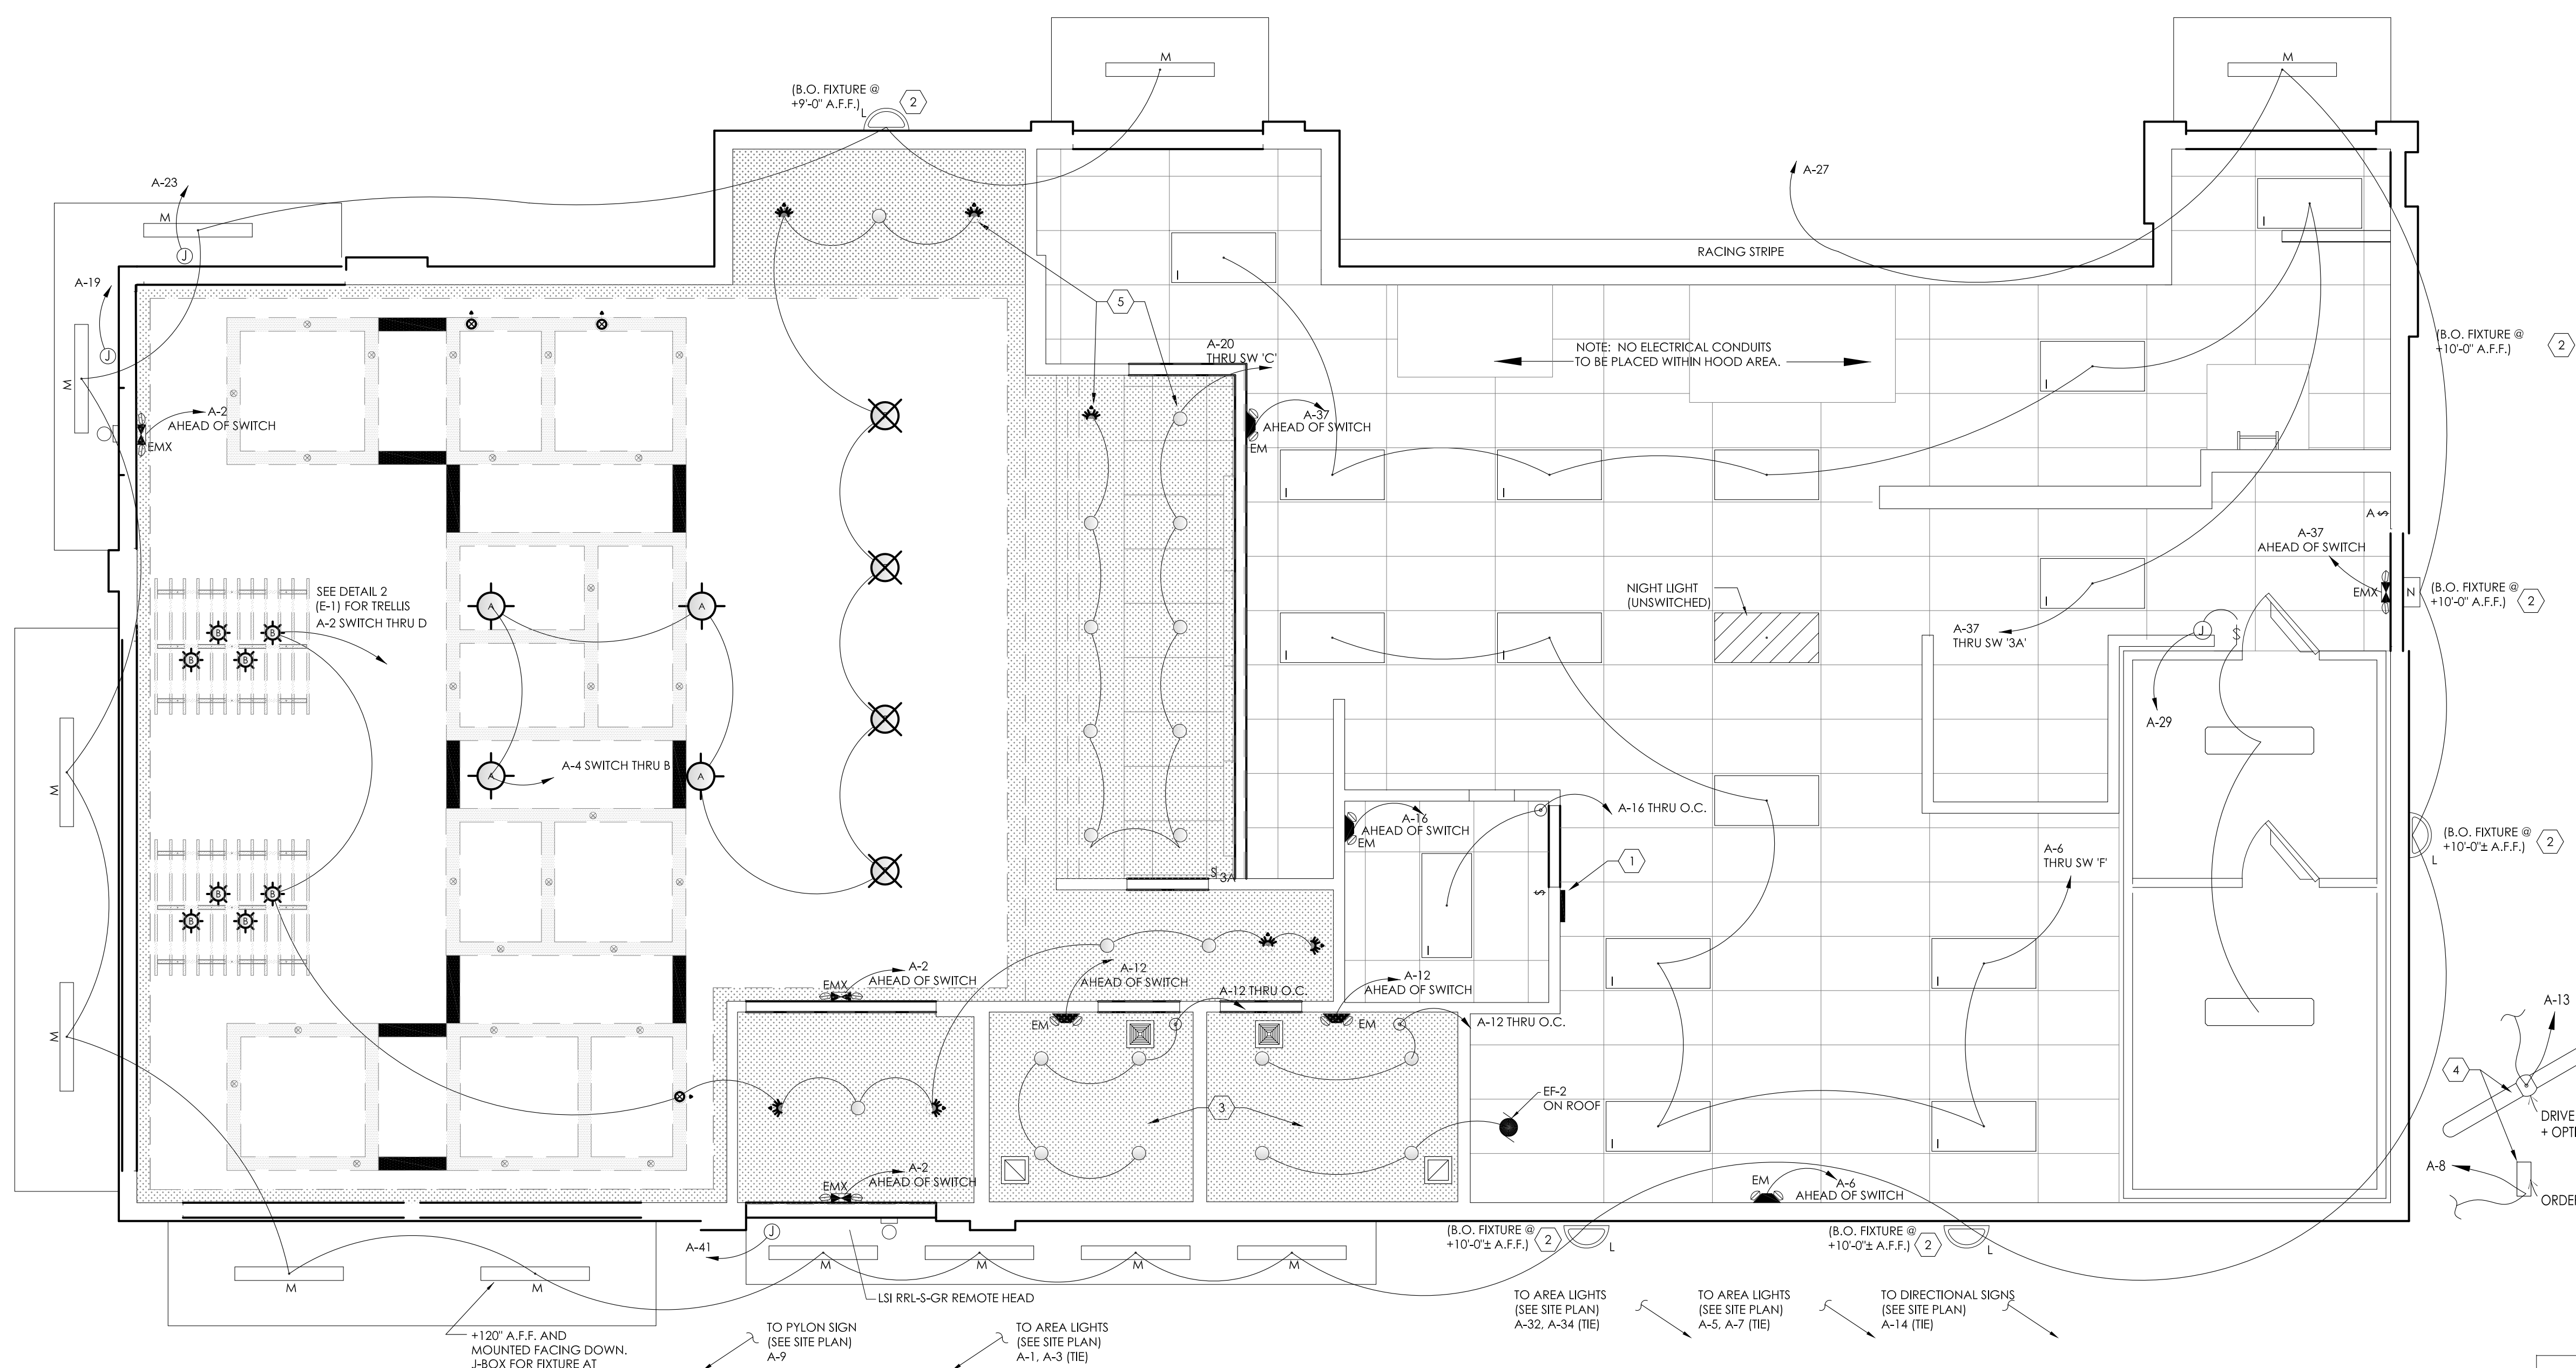 M
M
(B.O. FIXTURE @
+9'-0" A.F.F.)
L
2
A-23
M
J
A-19
J
M
A-27
RACING STRIPE
5
A-20
THRU SW 'C'
NOTE: NO ELECTRICAL CONDUITS
TO BE PLACED WITHIN HOOD AREA.
(B.O. FIXTURE @
+10'-0" A.F.F.)
2
I
I
I
A-2
AHEAD OF SWITCH
EMX
A-37
AHEAD OF SWITCH
EM
I
I
I
A $
A-37
AHEAD OF SWITCH
EMX
N
(B.O. FIXTURE @
+10'-0" A.F.F.)
2
SEE DETAIL 2
(E-1) FOR TRELLIS
A-2 SWITCH THRU D
B
B
B
B
A
A
NIGHT LIGHT
(UNSWITCHED)
I
I
I
A-37
THRU SW '3A'
J
$
A-29
M
A
A
A-4 SWITCH THRU B
A-16 THRU O.C.
A-16
AHEAD OF SWITCH
EM
I
1
$
A-6
THRU SW 'F'
(B.O. FIXTURE @
+10'-0"± A.F.F.)
2
L
B
B
B
B
$ 3A
I
I
I
M
A-2
AHEAD OF SWITCH
EMX
A-12
AHEAD OF SWITCH
EM
A-12 THRU O.C.
A-12
AHEAD OF SWITCH
EM
A-12 THRU O.C.
A-13
4
DRIVE
+ OPTI
A-8
ORDE
3
EF-2
ON ROOF
I
I
A-2
AHEAD OF SWITCH
EMX
EM
A-6
AHEAD OF SWITCH
A-41
J
M
M
M
M
M
M
(B.O. FIXTURE @
+10'-0"± A.F.F.)
2
L
(B.O. FIXTURE @
+10'-0"± A.F.F.)
2
L
LSI RRL-S-GR REMOTE HEAD
+120" A.F.F. AND
MOUNTED FACING DOWN.
J-BOX FOR FIXTURE AT
TO PYLON SIGN
(SEE SITE PLAN)
A-9
TO AREA LIGHTS
(SEE SITE PLAN)
A-1, A-3 (TIE)
TO AREA LIGHTS
(SEE SITE PLAN)
A-32, A-34 (TIE)
TO AREA LIGHTS
(SEE SITE PLAN)
A-5, A-7 (TIE)
TO DIRECTIONAL SIGNS
(SEE SITE PLAN)
A-14 (TIE)